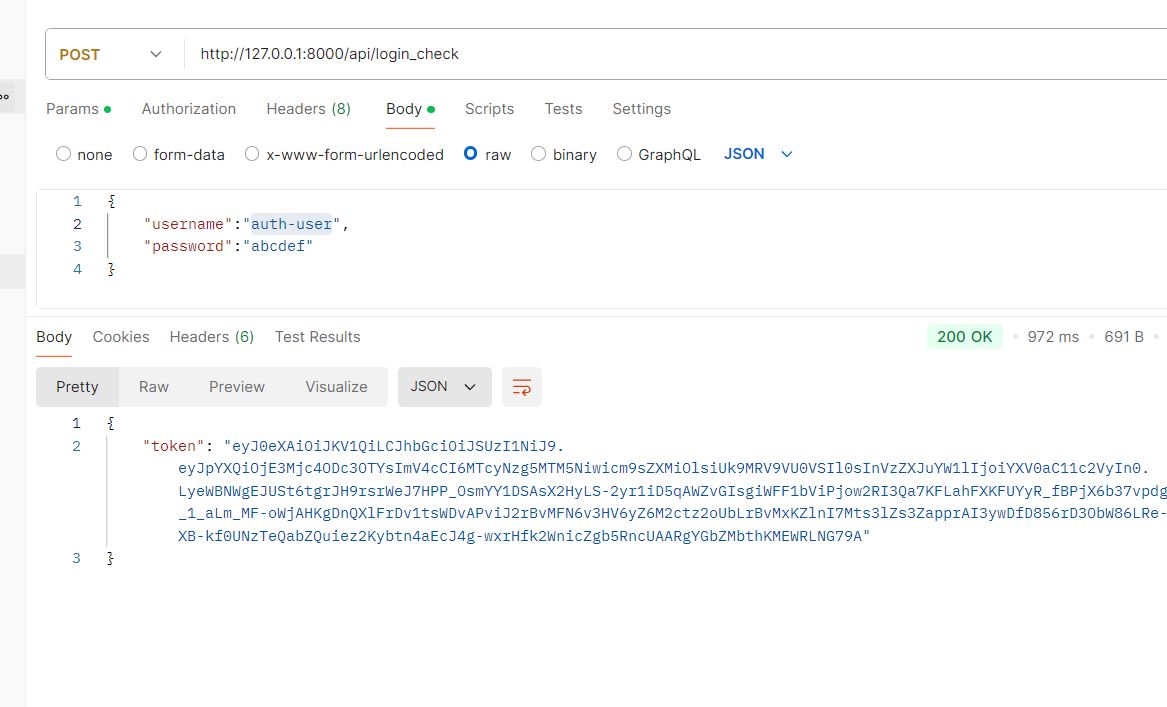 POST http://127.0.0.1:8000/api/login_check
Params Authorization Headers (8) Body Scripts Tests Settings
none form-data x-www-form-urlencoded raw binary GraphQL JSON
1 {
2 "username":"auth-user",
3 "password":"abcdef"
4 }
Body Cookies Headers (6) Test Results 200 OK 972 ms 691 B
Pretty Raw Preview Visualize JSON
1 {
2 "token": "eyJ0eXAiOiJKV1QiLCJhbGciOiJSUzI1NiJ9.
eyJpYXQiOjE3Mjc4ODc3OTYsImV4cCI6MTcyNzg5MTM5Niwicm9sZXMiOlsiUk9MRV9VU0VSIl0sInVzZXJuYW1lIjoiYXV0aC11c2VyIn0.
LyeWBNWgEJUSt6tgrJH9rsrWeJ7HPP_OsmYY1DSAsX2HyLS-2yr1iD5qAWZvGIsgiWFF1bViPjow2RI3Qa7KFLahFXKFUYyR_fBPjX6b37vpdg
_1_aLm_MF-oWjAHKgDnQXlFrDv1tsWDvAPviJ2rBvMFN6v3HV6yZ6M2ctz2oUbLrBvMxKZlnI7Mts3lZs3ZapprAI3ywDfD856rD3ObW86LRe-
XB-kf0UNzTeQabZQuiez2Kybtn4aEcJ4g-wxrHfk2WnicZgb5RncUAARgYGbZMbthKMEWRLNG79A"
3 }